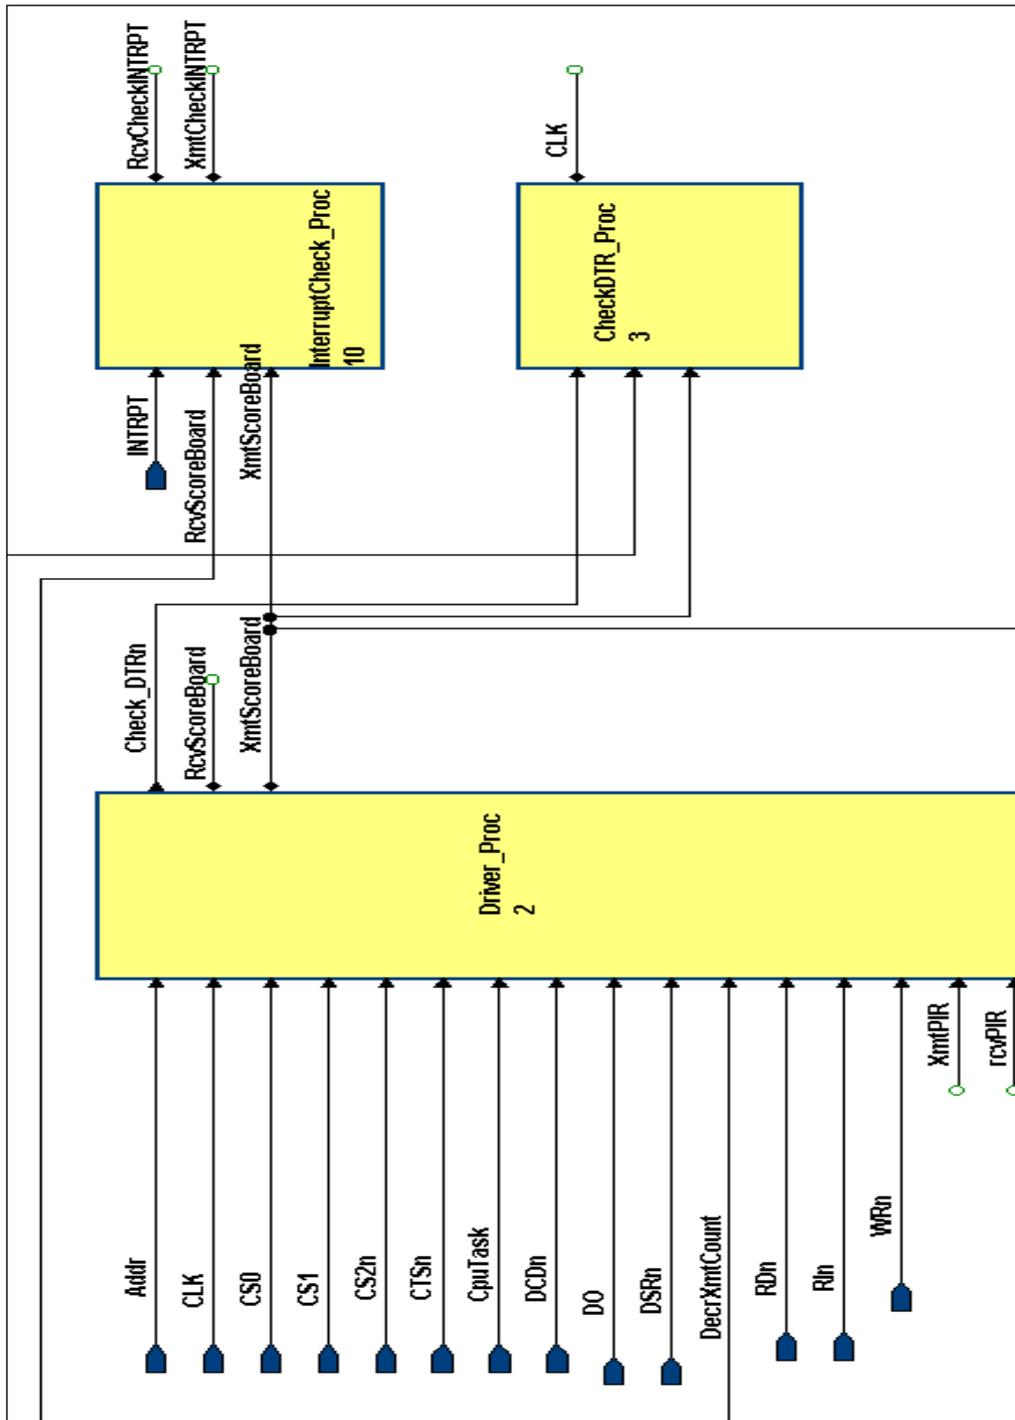 RcvCheckINTRPT
XmtCheckINTRPT
CLK
InterruptCheck_Proc
10
CheckDTR_Proc
3
INTRPT
RcvScoreBoard
XmtScoreBoard
Check_DTRn
RcvScoreBoard
XmtScoreBoard
Driver_Proc
2
Addr
CLK
CS0
CS1
CS2n
CTSn
CpuTask
DCDn
DO
DSRn
DecrXmtCount
RDn
RIn
WRn
XmtPIR
rcvPIR